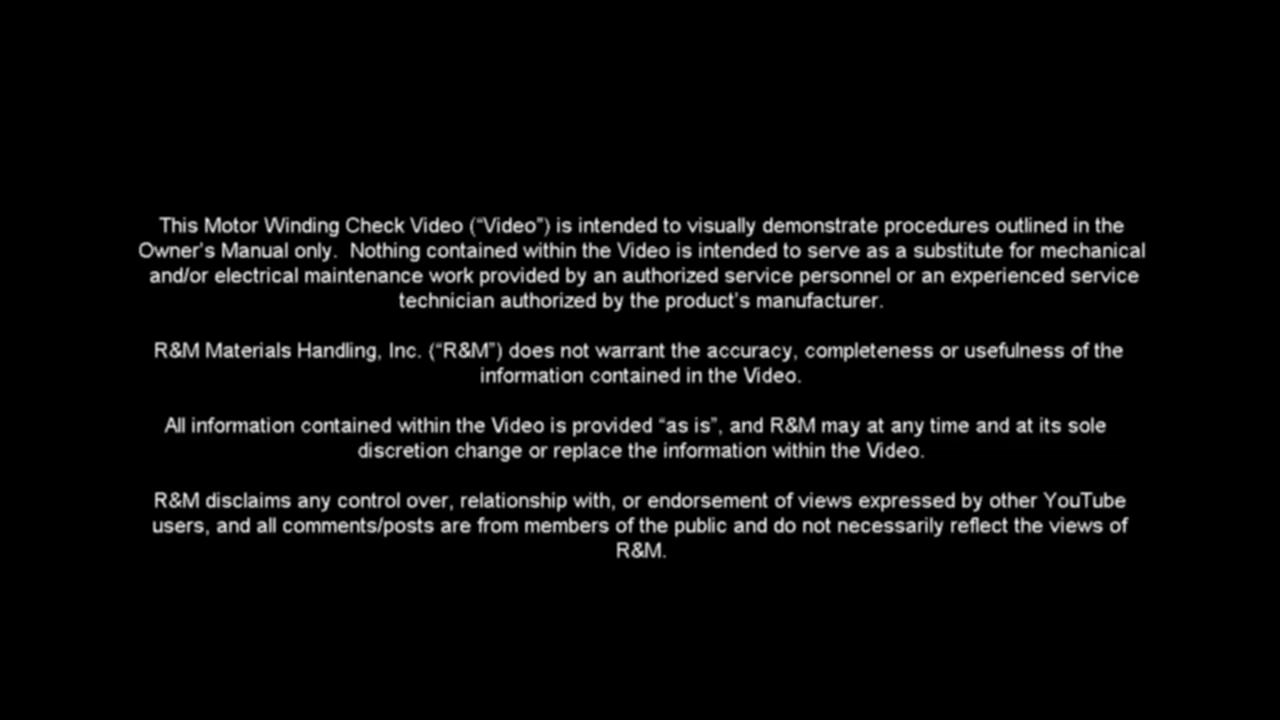 This Motor Winding Check Video (“Video”) is intended to visually demonstrate procedures outlined in the
Owner's Manual only.  Nothing contained within the Video is intended to serve as a substitute for mechanical
and/or electrical maintenance work provided by an authorized service personnel or an experienced service
technician authorized by the product's manufacturer.
R&M Materials Handling, Inc. (“R&M”) does not warrant the accuracy, completeness or usefulness of the
information contained in the Video.
All information contained within the Video is provided “as is”, and R&M may at any time and at its sole
discretion change or replace the information within the Video.
R&M disclaims any control over, relationship with, or endorsement of views expressed by other YouTube
users, and all comments/posts are from members of the public and do not necessarily reflect the views of
R&M.